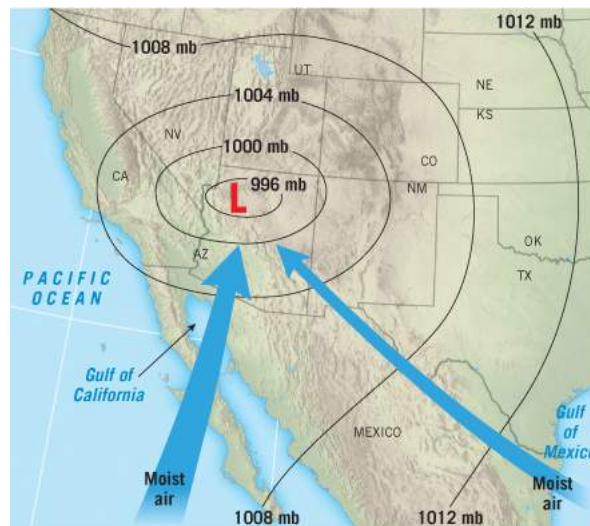 1012 mb
1008 mb
UT
NE
1004 mb
KS
NV
1000 mb
CO
CA
996 mb
NM
L
AZ
OK
PACIFIC
OCEAN
TX
Gulf of
California
Gulf
of
Mexico
MEXICO
Moist
air
Moist
air
1008 mb
1012 mb